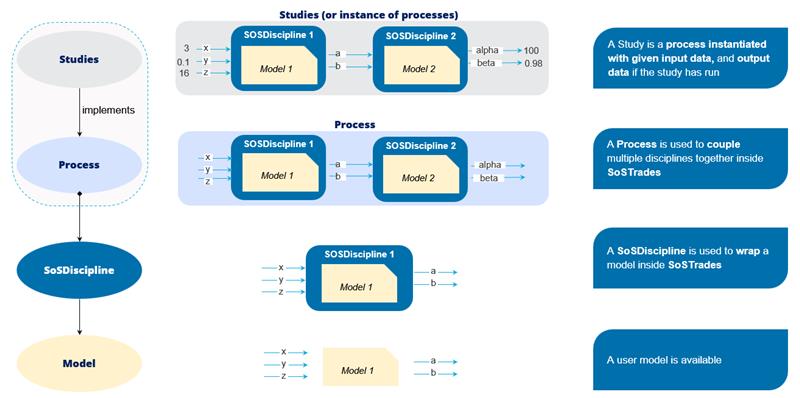 Studies (or instance of processes)
Studies
implements
Process
SoSDiscipline
Model
3 x
0.1 y
16 z
SOSDiscipline 1
Model 1
a
b
SOSDiscipline 2
Model 2
alpha 100
beta 0.98
A Study is a process instantiated
with given input data, and output
data if the study has run
Process
x
y
z
SOSDiscipline 1
Model 1
a
b
SOSDiscipline 2
Model 2
alpha
beta
A Process is used to couple
multiple disciplines together inside
SoSTrades
x
y
z
SOSDiscipline 1
Model 1
a
b
A SoSDiscipline is used to wrap a
model inside SoSTrades
x
y
z
Model 1
a
b
A user model is available